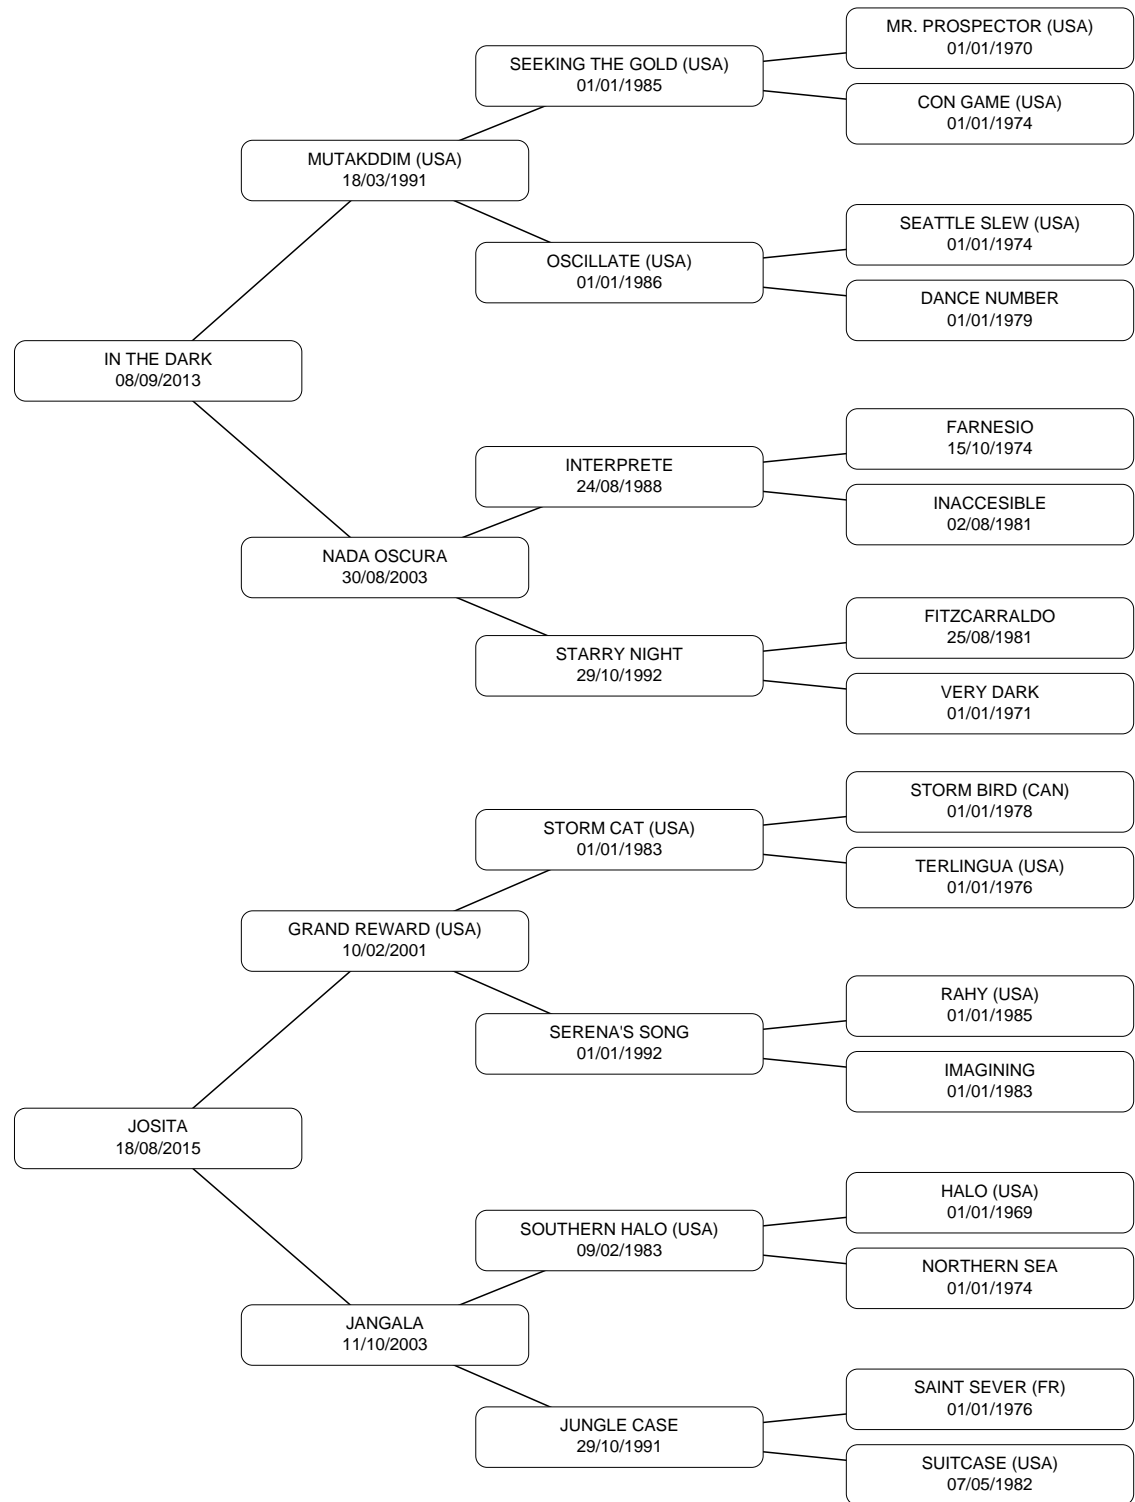 MR. PROSPECTOR (USA)
01/01/1970
SEEKING THE GOLD (USA)
01/01/1985
CON GAME (USA)
01/01/1974
MUTAKDDIM (USA)
18/03/1991
SEATTLE SLEW (USA)
01/01/1974
OSCILLATE (USA)
01/01/1986
DANCE NUMBER
01/01/1979
IN THE DARK
08/09/2013
FARNESIO
15/10/1974
INTERPRETE
24/08/1988
INACCESIBLE
02/08/1981
NADA OSCURA
30/08/2003
FITZCARRALDO
25/08/1981
STARRY NIGHT
29/10/1992
VERY DARK
01/01/1971
STORM BIRD (CAN)
01/01/1978
STORM CAT (USA)
01/01/1983
TERLINGUA (USA)
01/01/1976
GRAND REWARD (USA)
10/02/2001
RAHY (USA)
01/01/1985
SERENA'S SONG
01/01/1992
IMAGINING
01/01/1983
JOSITA
18/08/2015
HALO (USA)
01/01/1969
SOUTHERN HALO (USA)
09/02/1983
NORTHERN SEA
01/01/1974
JANGALA
11/10/2003
SAINT SEVER (FR)
01/01/1976
JUNGLE CASE
29/10/1991
SUITCASE (USA)
07/05/1982